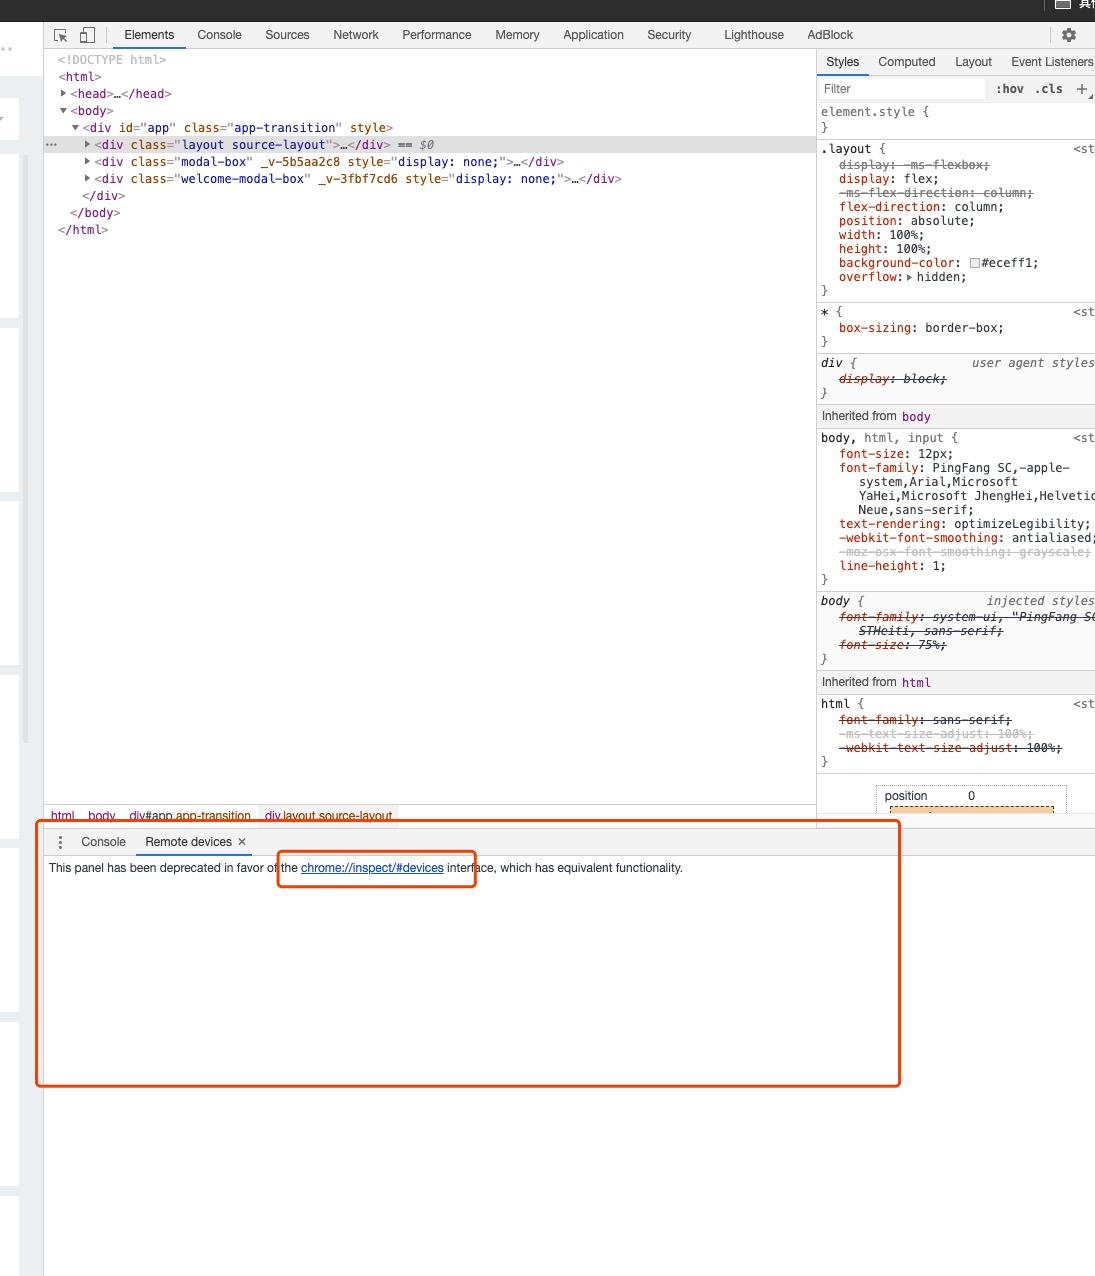 其他
Elements Console Sources Network Performance Memory Application Security Lighthouse AdBlock
<!DOCTYPE html>
<html>
<head>…</head>
<body>
<div id="app" class="app-transition" style>
<div class="layout source-layout">…</div> == $0
<div class="modal-box" _v-5b5aa2c8 style="display: none;">…</div>
<div class="welcome-modal-box" _v-3fbf7cd6 style="display: none;">…</div>
</div>
</body>
</html>
html body div#app.app-transition div.layout.source-layout
Styles Computed Layout Event Listeners
Filter :hov .cls +
element.style {
}
.layout { <st
display: -ms-flexbox;
display: flex;
-ms-flex-direction: column;
flex-direction: column;
position: absolute;
width: 100%;
height: 100%;
background-color: #eceff1;
overflow: hidden;
}
* { <st
box-sizing: border-box;
}
div { user agent styles
display: block;
}
Inherited from body
body, html, input { <st
font-size: 12px;
font-family: PingFang SC,-apple-
system,Arial,Microsoft
YaHei,Microsoft JhengHei,Helvetic
Neue,sans-serif;
text-rendering: optimizeLegibility;
-webkit-font-smoothing: antialiased;
-moz-osx-font-smoothing: grayscale;
line-height: 1;
}
body { injected styles
font-family: system-ui, "PingFang SC
STHeiti, sans-serif;
font-size: 75%;
}
Inherited from html
html { <st
font-family: sans-serif;
-ms-text-size-adjust: 100%;
-webkit-text-size-adjust: 100%;
}
position 0
Console Remote devices ×
This panel has been deprecated in favor of the chrome://inspect/#devices interface, which has equivalent functionality.